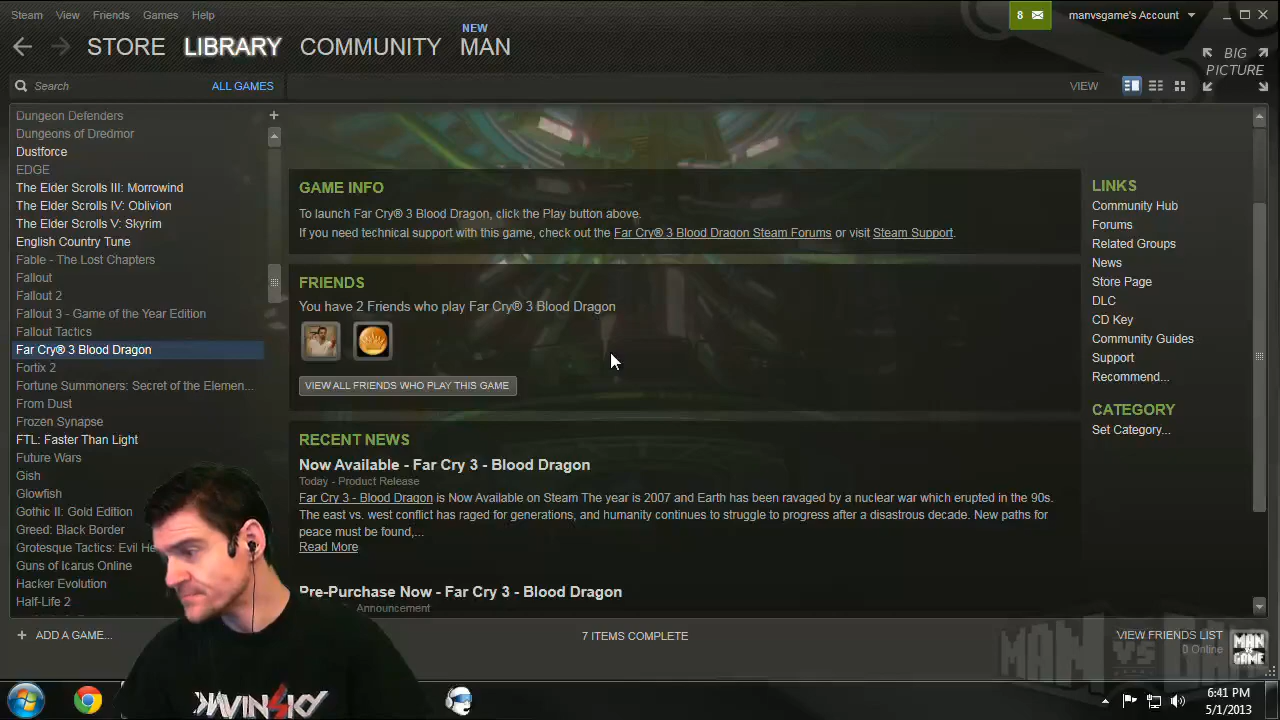 Steam View Friends Games Help
8 manvsgame's Account
STORE LIBRARY COMMUNITY NEW MAN
BIG PICTURE
Search ALL GAMES VIEW
Dungeon Defenders
Dungeons of Dredmor
Dustforce
EDGE
The Elder Scrolls III: Morrowind
The Elder Scrolls IV: Oblivion
The Elder Scrolls V: Skyrim
English Country Tune
Fable - The Lost Chapters
Fallout
Fallout 2
Fallout 3 - Game of the Year Edition
Fallout Tactics
Far Cry® 3 Blood Dragon
Fortix 2
Fortune Summoners: Secret of the Elemen...
From Dust
Frozen Synapse
FTL: Faster Than Light
Future Wars
Gish
Glowfish
Gothic II: Gold Edition
Greed: Black Border
Grotesque Tactics: Evil He
Guns of Icarus Online
Hacker Evolution
Half-Life 2
GAME INFO
To launch Far Cry® 3 Blood Dragon, click the Play button above.
If you need technical support with this game, check out the Far Cry® 3 Blood Dragon Steam Forums or visit Steam Support.
FRIENDS
You have 2 Friends who play Far Cry® 3 Blood Dragon
VIEW ALL FRIENDS WHO PLAY THIS GAME
RECENT NEWS
Now Available - Far Cry 3 - Blood Dragon
Today - Product Release
Far Cry 3 - Blood Dragon is Now Available on Steam The year is 2007 and Earth has been ravaged by a nuclear war which erupted in the 90s.
The east vs. west conflict has raged for generations, and humanity continues to struggle to progress after a disastrous decade. New paths for
peace must be found,...
Read More
Pre-Purchase Now - Far Cry 3 - Blood Dragon
Announcement
LINKS
Community Hub
Forums
Related Groups
News
Store Page
DLC
CD Key
Community Guides
Support
Recommend...
CATEGORY
Set Category...
ADD A GAME...
7 ITEMS COMPLETE
VIEW FRIENDS LIST
0 Online
MAN VS GAME
KAVINSKY
6:41 PM
5/1/2013